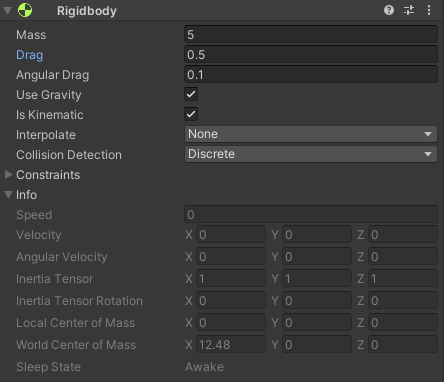 Rigidbody
Mass 5
Drag 0.5
Angular Drag 0.1
Use Gravity
Is Kinematic
Interpolate None
Collision Detection Discrete
Constraints
Info
Speed 0
Velocity X 0 Y 0 Z 0
Angular Velocity X 0 Y 0 Z 0
Inertia Tensor X 1 Y 1 Z 1
Inertia Tensor Rotation X 0 Y 0 Z 0
Local Center of Mass X 0 Y 0 Z 0
World Center of Mass X 12.48 Y 0 Z 0
Sleep State Awake